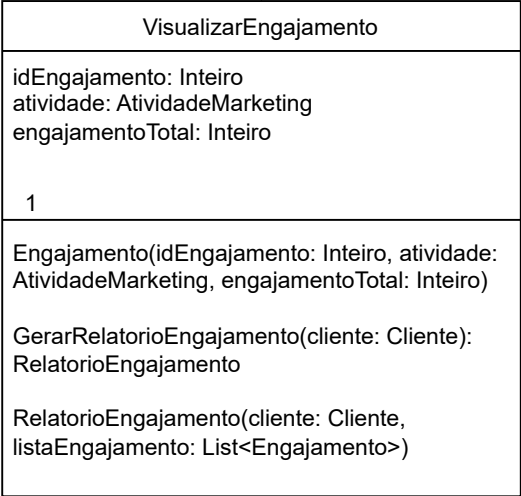 VisualizarEngajamento
idEngajamento: Inteiro
atividade: AtividadeMarketing
engajamentoTotal: Inteiro
1
Engajamento(idEngajamento: Inteiro, atividade:
AtividadeMarketing, engajamentoTotal: Inteiro)
GerarRelatorioEngajamento(cliente: Cliente):
RelatorioEngajamento
RelatorioEngajamento(cliente: Cliente,
listaEngajamento: List<Engajamento>)